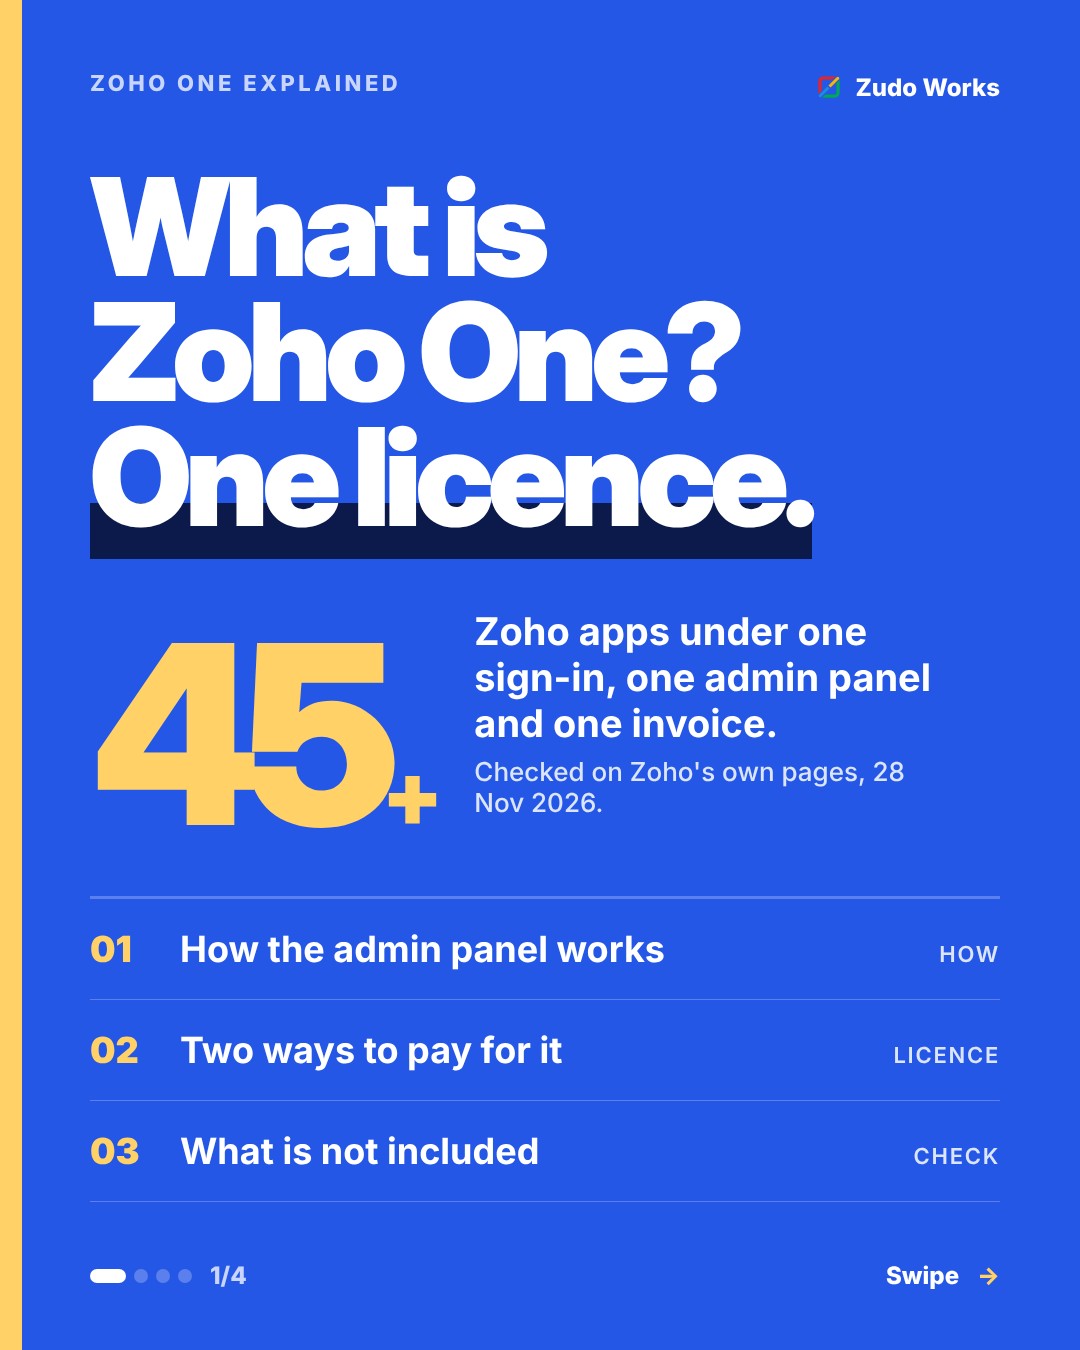 ZOHO ONE EXPLAINED
Zudo Works
What is
Zoho One?
One licence.
45+
Zoho apps under one
sign-in, one admin panel
and one invoice.
Checked on Zoho's own pages, 28
Nov 2026.
01 How the admin panel works HOW
02 Two ways to pay for it LICENCE
03 What is not included CHECK
1/4
Swipe →